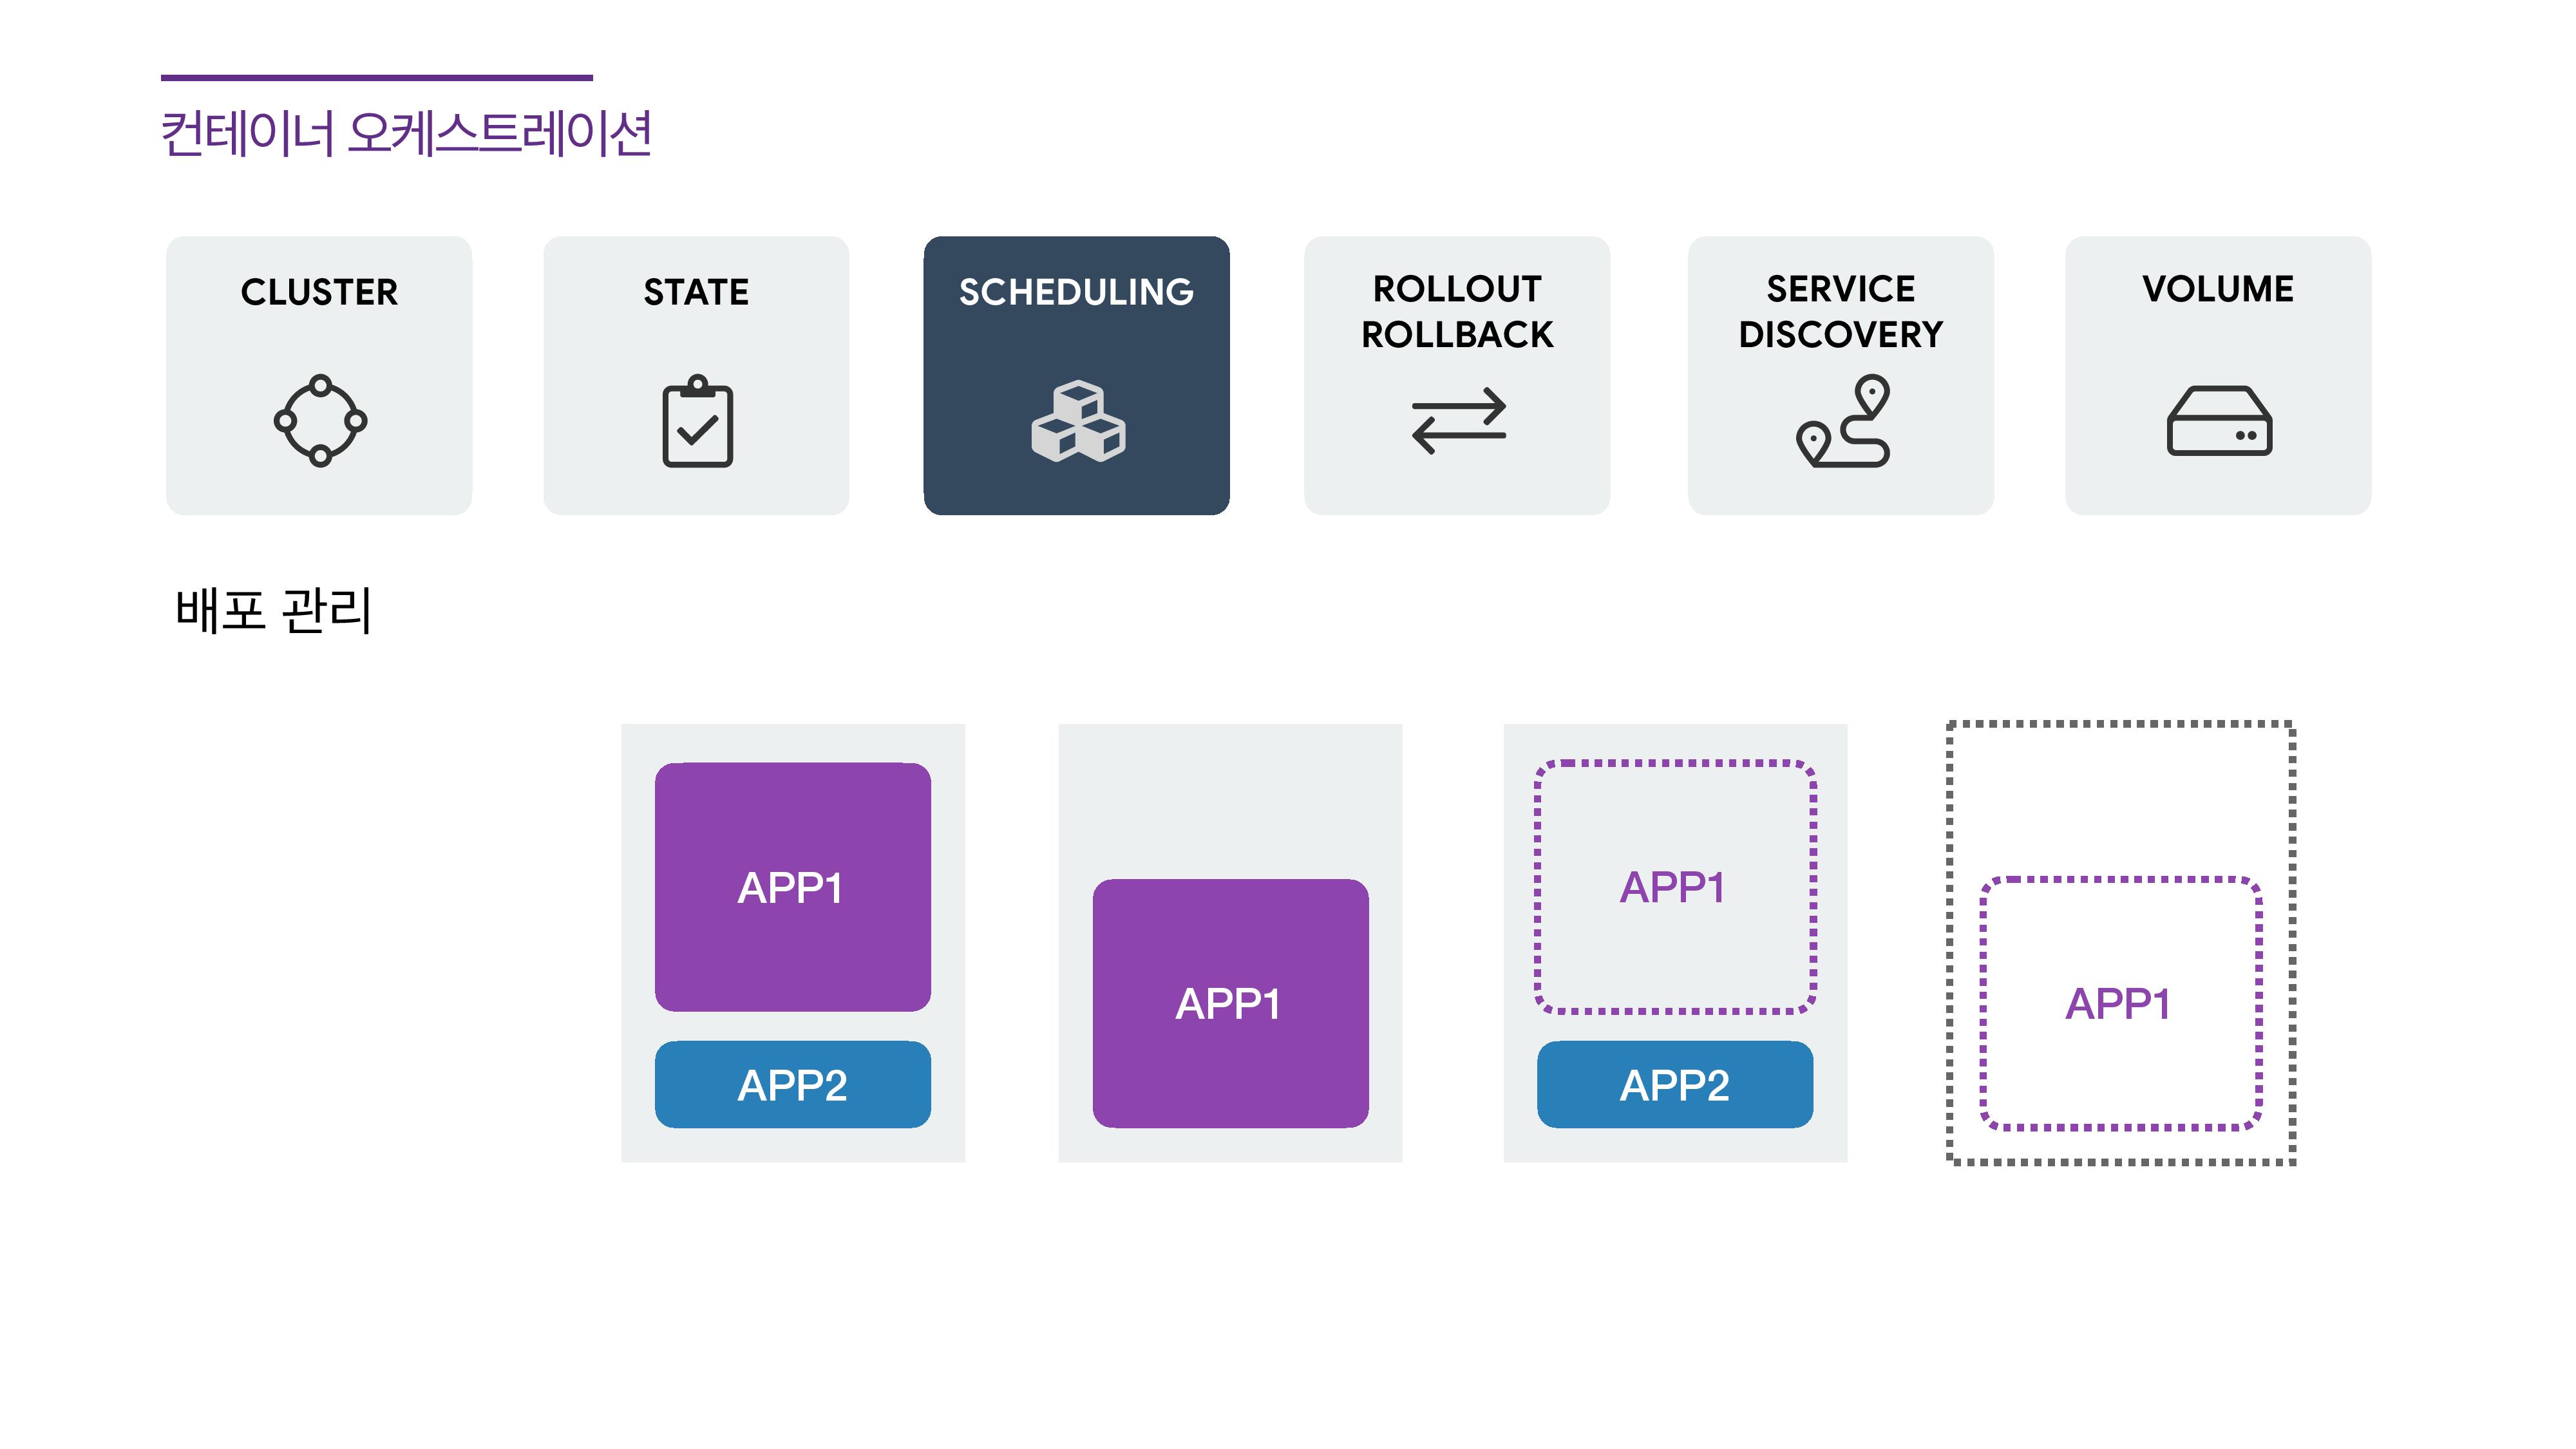 컨테이너 오케스트레이션
CLUSTER
STATE
SCHEDULING
ROLLOUT
ROLLBACK
SERVICE
DISCOVERY
VOLUME
배포 관리
APP1
APP2
APP1
APP1
APP2
APP1